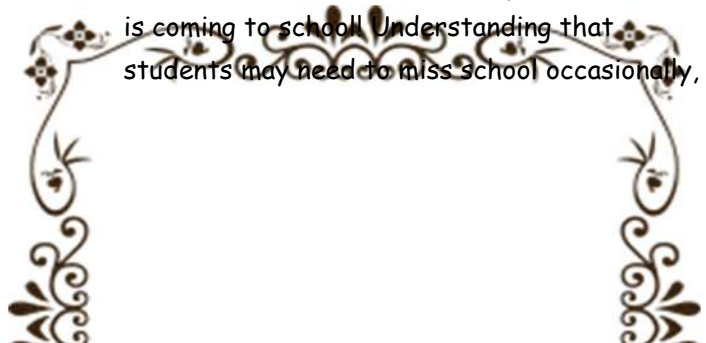 is coming to school! Understanding that
students may need to miss school occasionally,